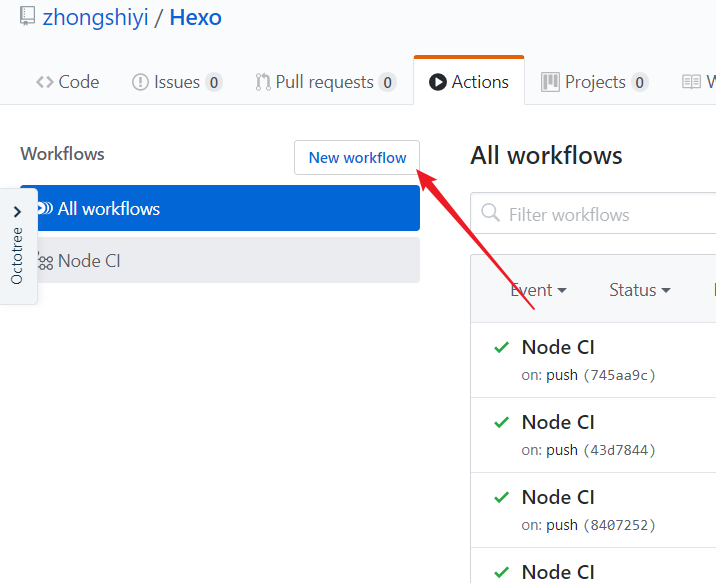 zhongshiyi / Hexo
Code Issues 0 Pull requests 0 Actions Projects 0
Workflows
New workflow
All workflows
Node CI
Octotree
All workflows
Filter workflows
Event Status
Node CI
on: push (745aa9c)
Node CI
on: push (43d7844)
Node CI
on: push (8407252)
Node CI